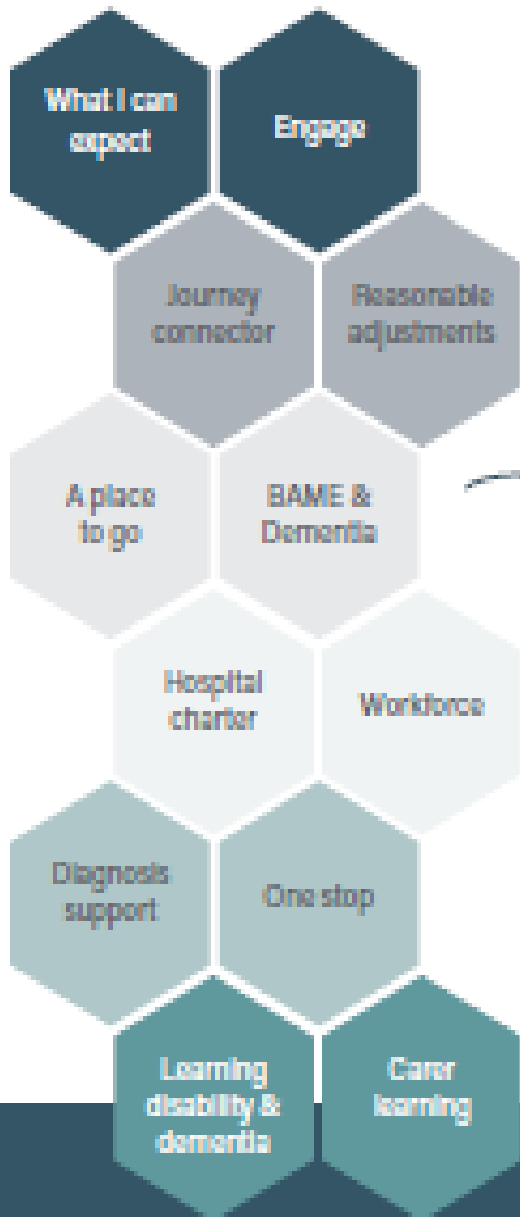 What I can
expect
Engage
Journey
connector
Reasonable
adjustments
A place
to go
BAME &
Dementia
Hospital
charter
Workforce
Diagnosis
support
One stop
Learning
disability &
dementia
Carer
learning